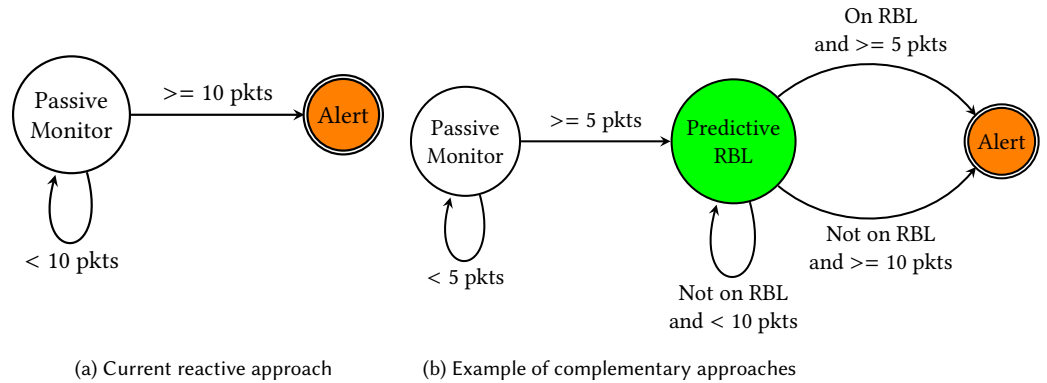 Passive
Monitor
>= 10 pkts
Alert
< 10 pkts
(a) Current reactive approach
Passive
Monitor
>= 5 pkts
< 5 pkts
Predictive
RBL
On RBL
and >= 5 pkts
Alert
Not on RBL
and >= 10 pkts
Not on RBL
and < 10 pkts
(b) Example of complementary approaches